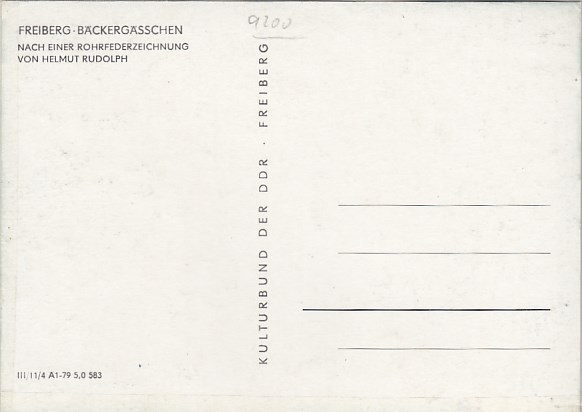 9200
FREIBERG · BÄCKERGÄSSCHEN
NACH EINER ROHRFEDERZEICHNUNG
VON HELMUT RUDOLPH
KULTURBUND DER DDR · FREIBERG
III/11/4 A1-79 5,0 583